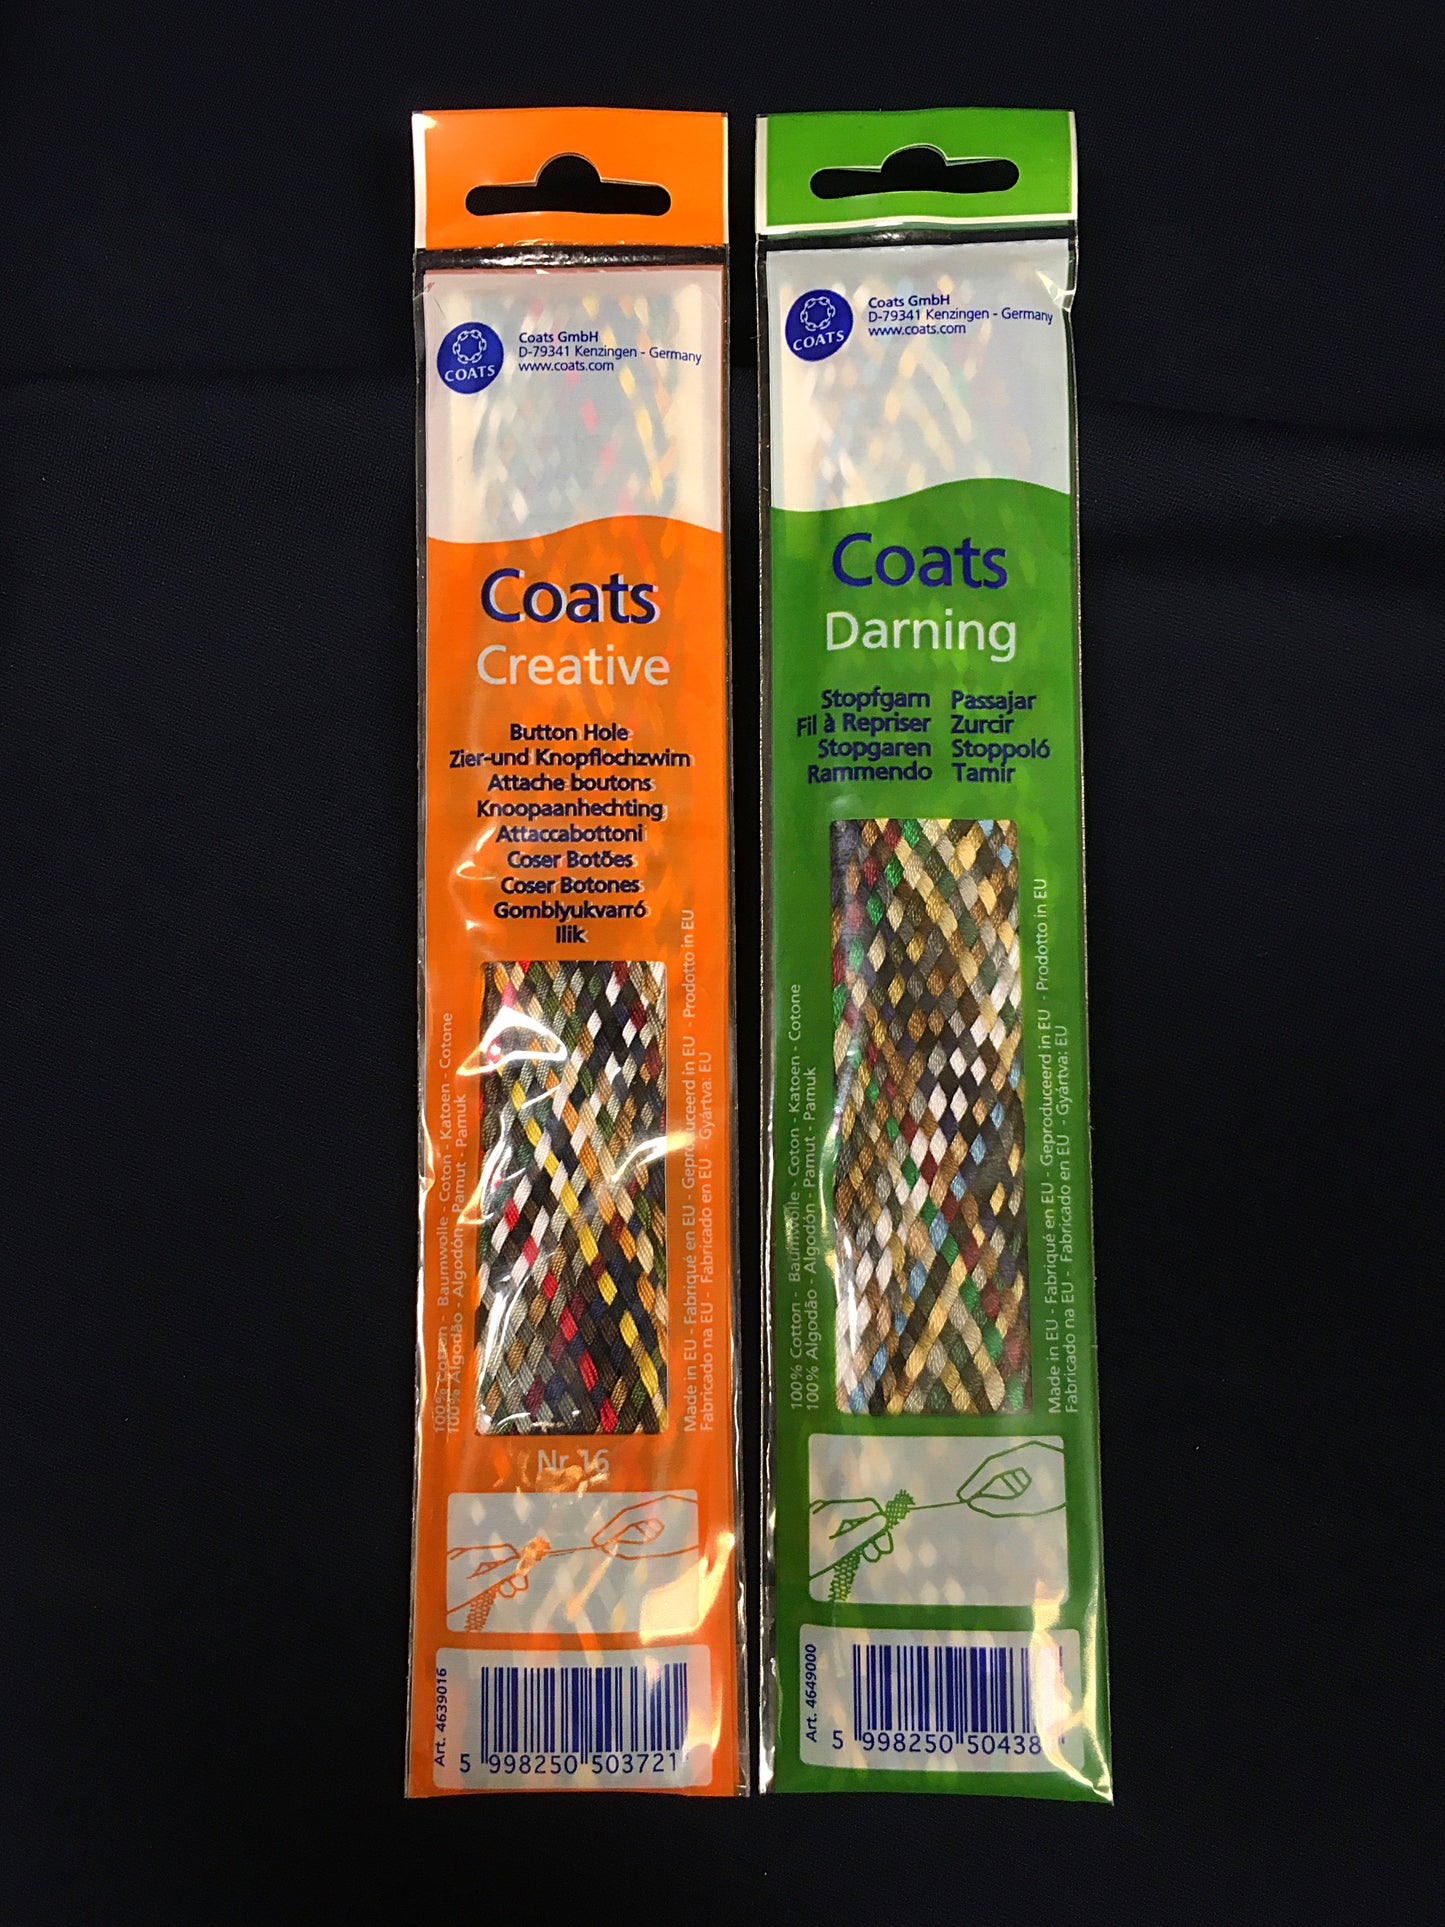 COATS
Coats GmbH
D-79341 Kenzingen - Germany
www.coats.com
Coats
Creative
Button Hole
Zier-und Knopflochzwirn
Attache boutons
Knoopaanhechting
Attaccabottoni
Coser Botões
Coser Botones
Gomblyukvarró
Ilik
100% Cotton - Baumwolle - Coton - Katoen - Cotone
100% Algodão - Algodón - Pamut - Pamuk
Made in EU - Fabriqué en EU - Geproduceerd in EU - Prodotto in EU
Fabricado na EU - Fabricado en EU - Gyártva: EU
Nr 16
Art. 4639016
5 998250 503721
COATS
Coats GmbH
D-79341 Kenzingen - Germany
www.coats.com
Coats
Darning
Stopfgarn Passajar
Fil à Repriser Zurcir
Stopgaren Stoppoló
Rammendo Tamir
100% Cotton - Baumwolle - Coton - Katoen - Cotone
100% Algodão - Algodón - Pamut - Pamuk
Made in EU - Fabriqué en EU - Geproduceerd in EU - Prodotto in EU
Fabricado na EU - Fabricado en EU - Gyártva: EU
Art. 4649000
5 998250